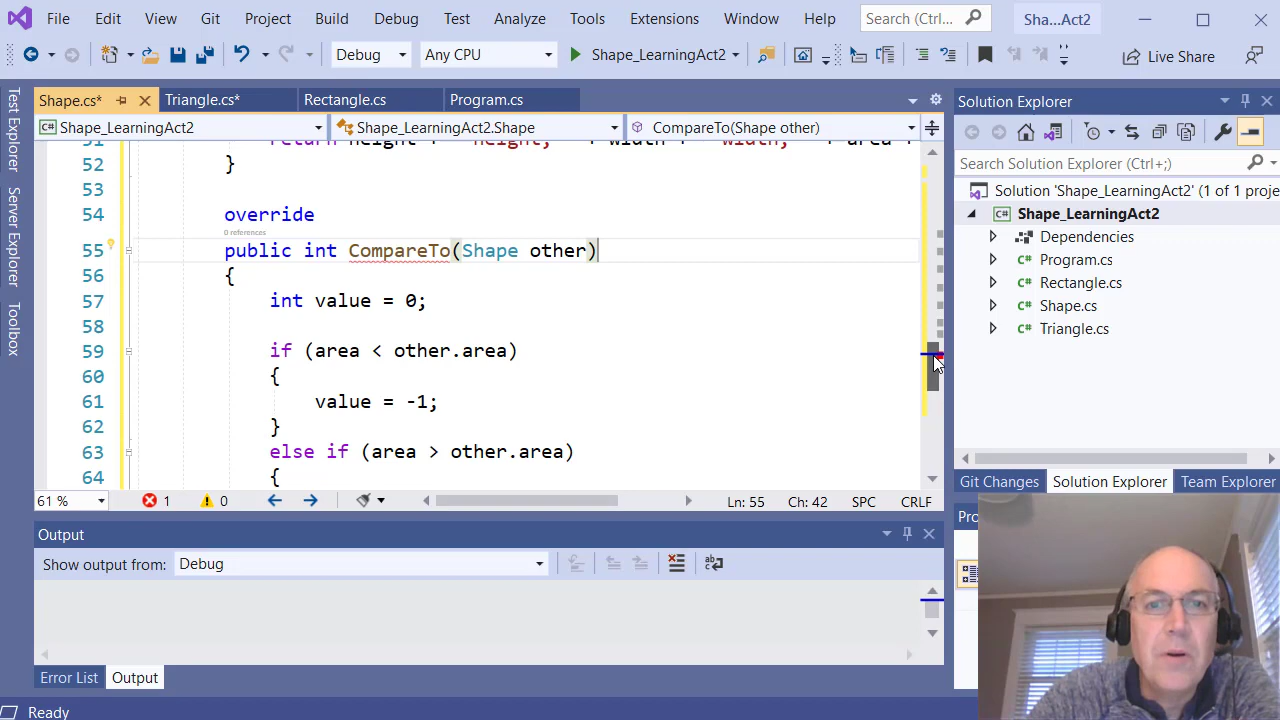 File Edit View Git Project Build Debug Test Analyze Tools Extensions Window Help Search (Ctrl+; Sha...Act2
Debug Any CPU Shape_LearningAct2 Live Share
Shape.cs* Triangle.cs* Rectangle.cs Program.cs
Shape_LearningAct2 Shape_LearningAct2.Shape CompareTo(Shape other)
52 }
53
54 override
0 references
55 public int CompareTo(Shape other)
56 {
57 int value = 0;
58
59 if (area < other.area)
60 {
61 value = -1;
62 }
63 else if (area > other.area)
64 {
61 % 1 0 Ln: 55 Ch: 42 SPC CRLF
Output
Show output from: Debug
Error List Output
Ready
Test Explorer
Server Explorer
Toolbox
Solution Explorer
Search Solution Explorer (Ctrl+;)
Solution 'Shape_LearningAct2' (1 of 1 proje
Shape_LearningAct2
Dependencies
C# Program.cs
C# Rectangle.cs
C# Shape.cs
C# Triangle.cs
Git Changes Solution Explorer Team Explorer
Pro